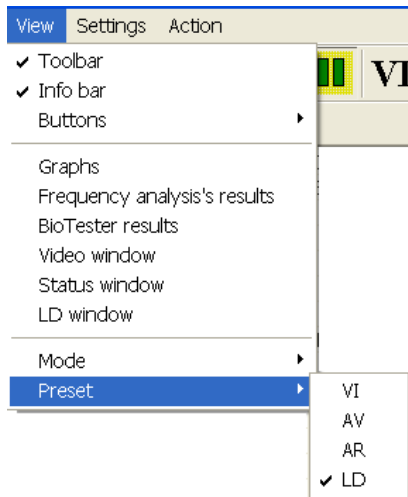 View Settings Action
Toolbar
VI
Info bar
Buttons
Graphs
Frequency analysis's results
BioTester results
Video window
Status window
LD window
Mode
Preset
VI
AV
AR
LD